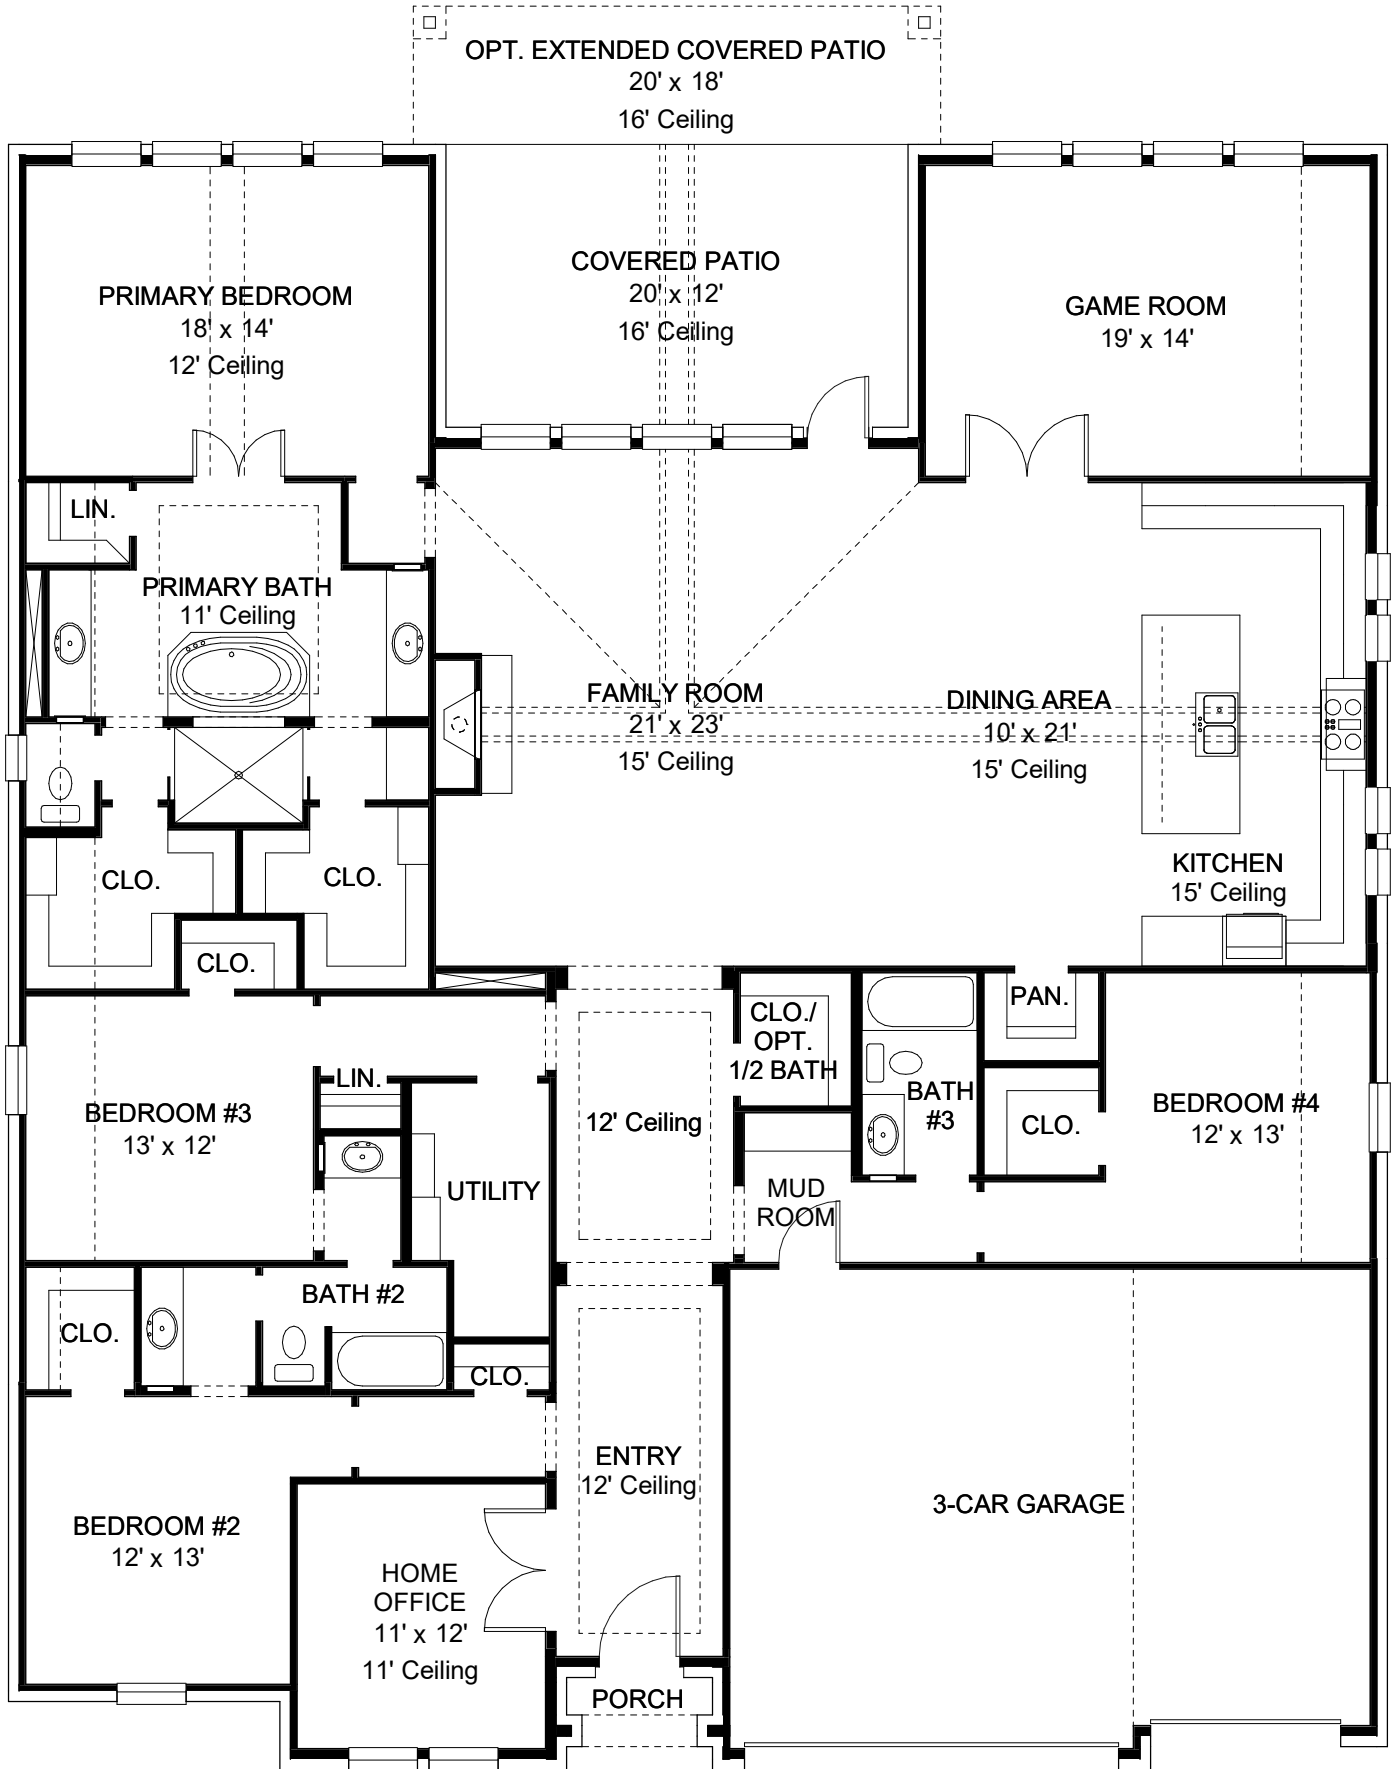 OPT. EXTENDED COVERED PATIO
20' x 18'
16' Ceiling
COVERED PATIO
20' x 12'
16' Ceiling
PRIMARY BEDROOM
18' x 14'
12' Ceiling
GAME ROOM
19' x 14'
LIN.
PRIMARY BATH
11' Ceiling
FAMILY ROOM
21' x 23'
15' Ceiling
DINING AREA
10' x 21'
15' Ceiling
KITCHEN
15' Ceiling
CLO.
CLO.
CLO.
PAN.
CLO./
OPT.
1/2 BATH
LIN.
BATH
#3
BEDROOM #3
13' x 12'
12' Ceiling
CLO.
BEDROOM #4
12' x 13'
UTILITY
MUD
ROOM
BATH #2
CLO.
CLO.
ENTRY
12' Ceiling
3-CAR GARAGE
BEDROOM #2
12' x 13'
HOME
OFFICE
11' x 12'
11' Ceiling
PORCH